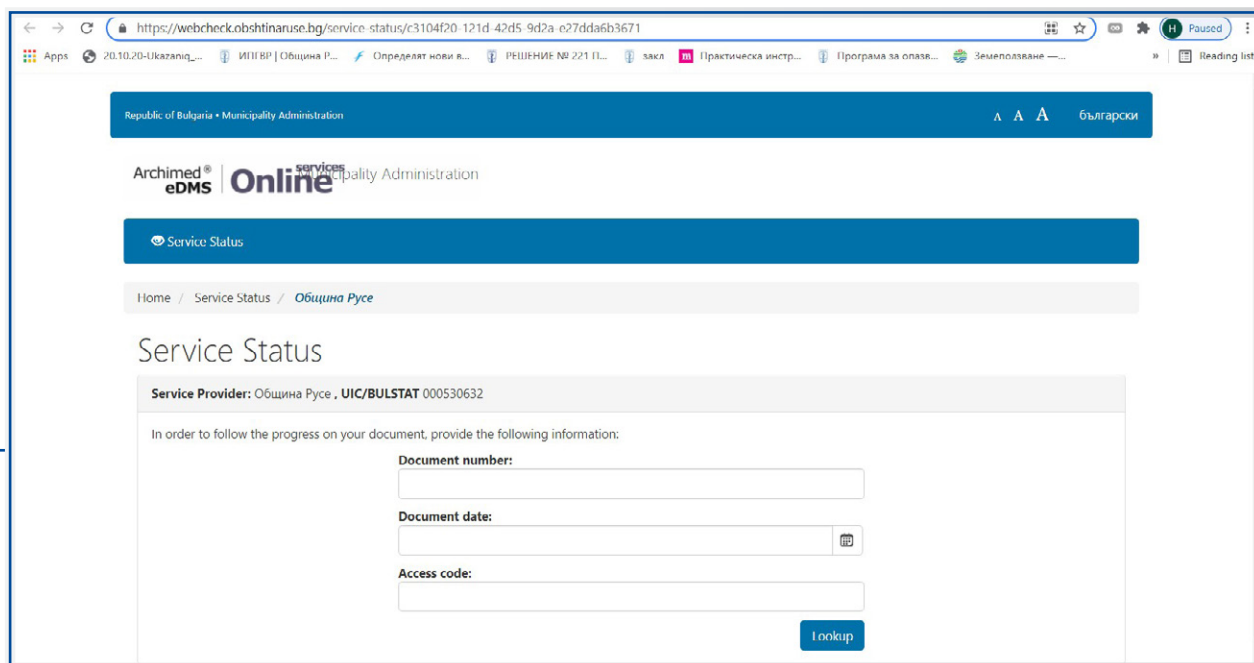 https://webcheck.obshtinaruse.bg/service-status/c3104f20-121d-42d5-9d2a-e27dda6b3671 H Paused
Apps 20.10.20-Ukazaniq_... ИПГВР | Община Р... Определят нови в... РЕШЕНИЕ № 221 П... закл m Практическа инстр... Програма за опазв... Земеползване —... » Reading list
Republic of Bulgaria • Municipality Administration A A A български
Archimed® eDMS Online services Municipality Administration
Service Status
Home / Service Status / Община Русе
Service Status
Service Provider: Община Русе , UIC/BULSTAT 000530632
In order to follow the progress on your document, provide the following information:
Document number:
Document date:
Access code:
Lookup